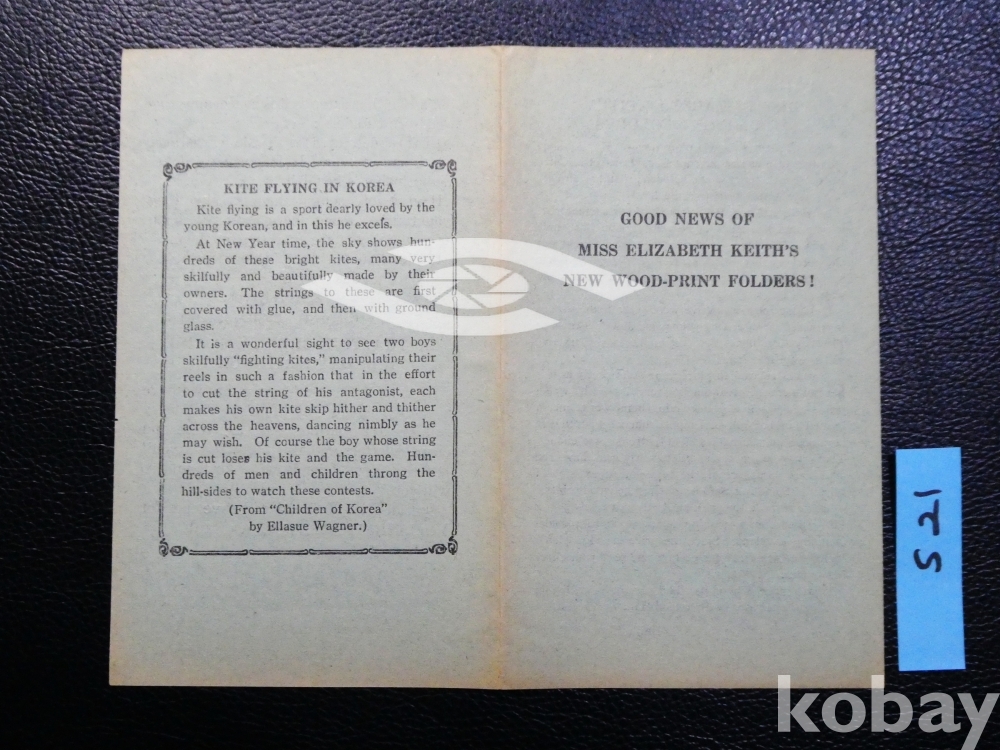 KITE FLYING IN KOREA
Kite flying is a sport dearly loved by the
young Korean, and in this he excels.
At New Year time, the sky shows hun-
dreds of these bright kites, many very
skilfully and beautifully made by their
owners. The strings to these are first
covered with glue, and then with ground
glass.
It is a wonderful sight to see two boys
skilfully "fighting kites," manipulating their
reels in such a fashion that in the effort
to cut the string of his antagonist, each
makes his own kite skip hither and thither
across the heavens, dancing nimbly as he
may wish. Of course the boy whose string
is cut loses his kite and the game. Hun-
dreds of men and children throng the
hill-sides to watch these contests.
(From "Children of Korea"
by Ellasue Wagner.)
GOOD NEWS OF
MISS ELIZABETH KEITH'S
NEW WOOD-PRINT FOLDERS!
S 21
kobay